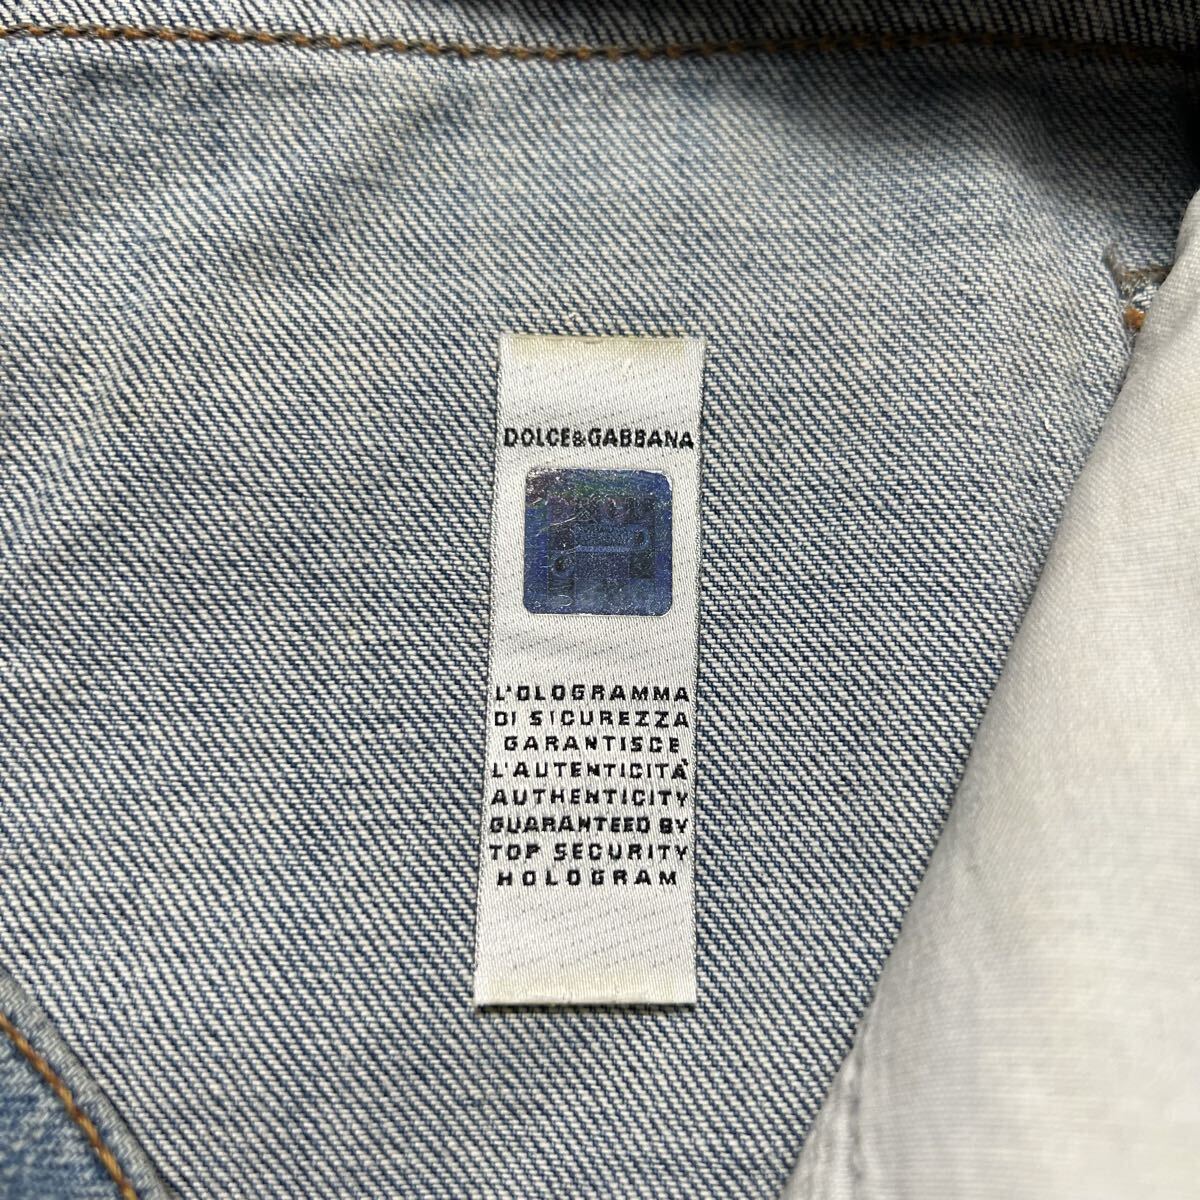 DOLCE&GABBANA
L'OLOGRAMMA
DI SICUREZZA
GARANTISCE
L'AUTENTICITÀ
AUTHENTICITY
GUARANTEED BY
TOP SECURITY
HOLOGRAM